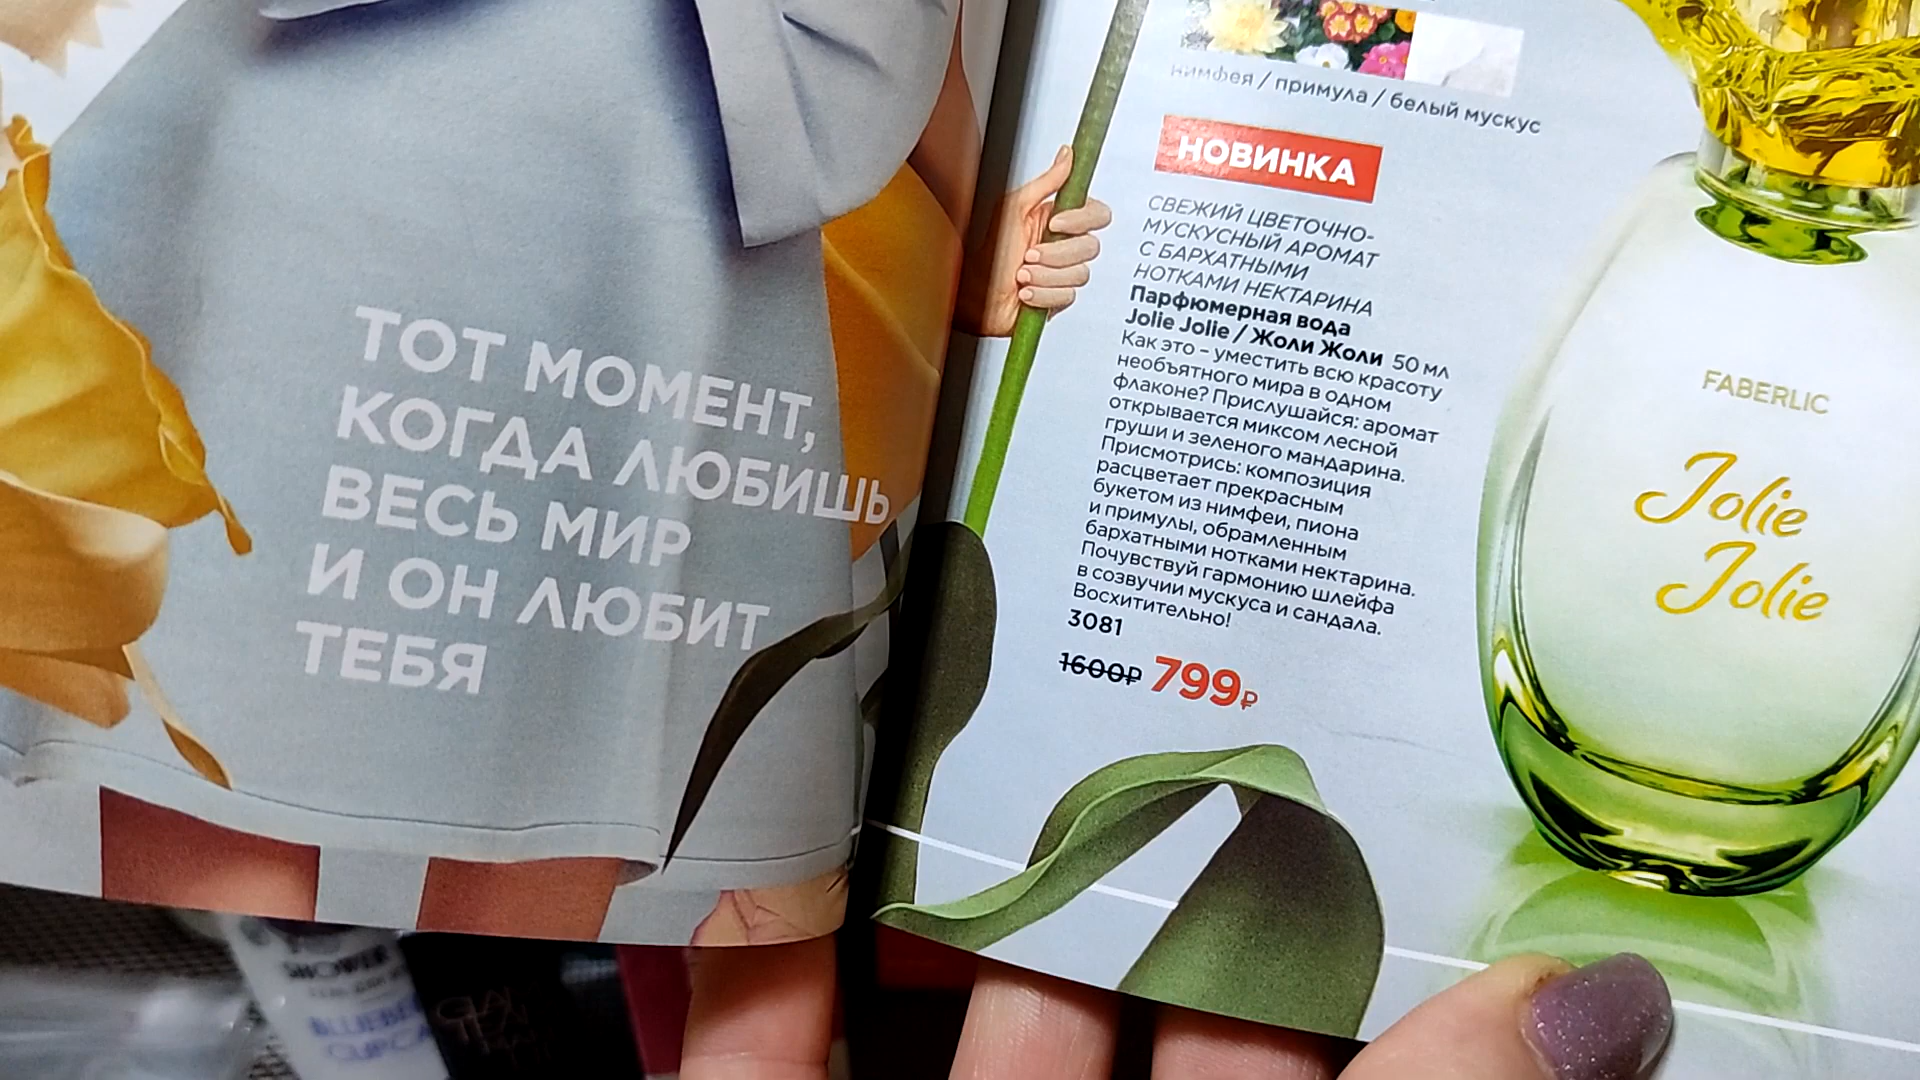 ТОТ МОМЕНТ,
КОГДА ЛЮБИШЬ
ВЕСЬ МИР
И ОН ЛЮБИТ
ТЕБЯ
нимфея / примула / белый мускус
НОВИНКА
СВЕЖИЙ ЦВЕТОЧНО-
МУСКУСНЫЙ АРОМАТ
С БАРХАТНЫМИ
НОТКАМИ НЕКТАРИНА
Парфюмерная вода
Jolie Jolie / Жоли Жоли 50 мл
Как это – уместить всю красоту
необъятного мира в одном
флаконе? Прислушайся: аромат
открывается миксом лесной
груши и зеленого мандарина.
Присмотрись: композиция
расцветает прекрасным
букетом из нимфеи, пиона
и примулы, обрамленным
бархатными нотками нектарина.
Почувствуй гармонию шлейфа
в созвучии мускуса и сандала.
Восхитительно!
3081
1600₽ 799₽
FABERLIC
Jolie
Jolie
SHOWER